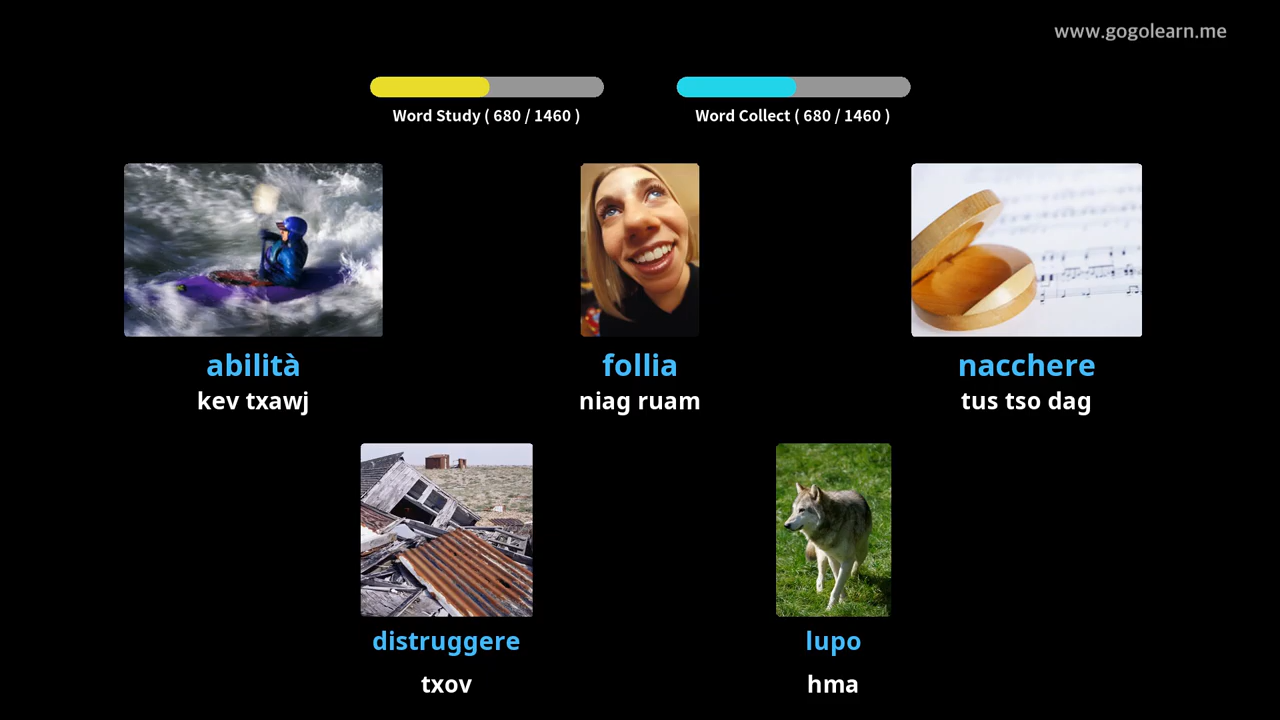 www.gogolearn.me
Word Study ( 680 / 1460 )
Word Collect ( 680 / 1460 )
abilità
kev txawj
follia
niag ruam
nacchere
tus tso dag
distruggere
txov
lupo
hma